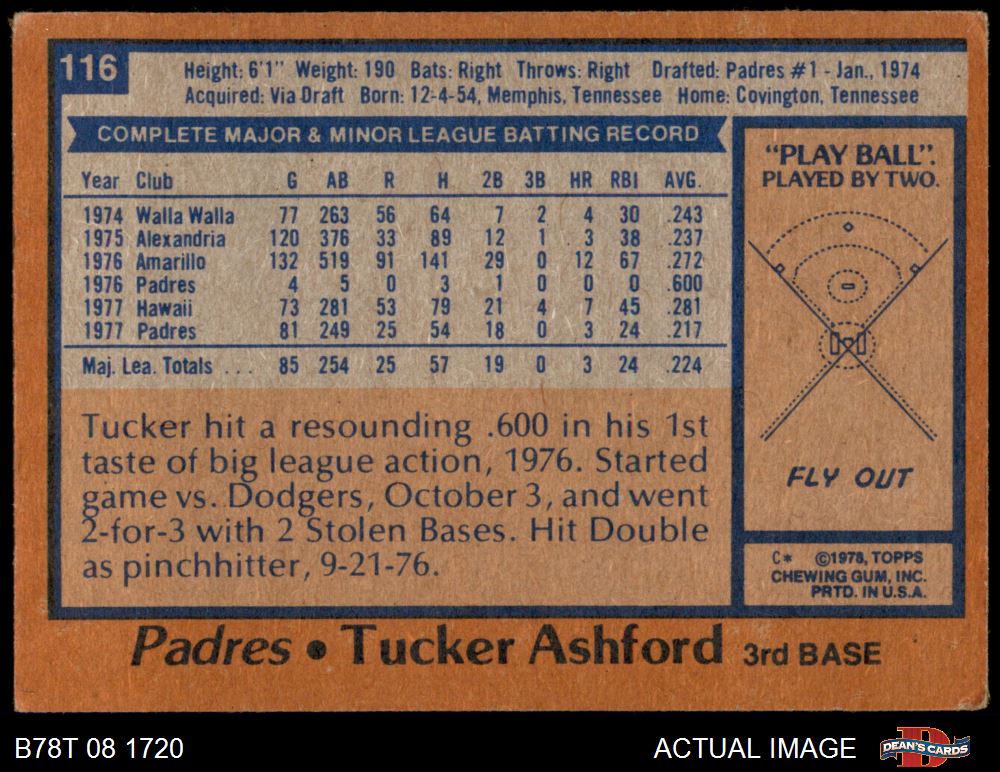 116
Height: 6'1" Weight: 190 Bats: Right Throws: Right Drafted: Padres #1 - Jan., 1974
Acquired: Via Draft Born: 12-4-54, Memphis, Tennessee Home: Covington, Tennessee
COMPLETE MAJOR & MINOR LEAGUE BATTING RECORD
Year Club G AB R H 2B 3B HR RBI AVG.
1974 Walla Walla 77 263 56 64 7 2 4 30 .243
1975 Alexandria 120 376 33 89 12 1 3 38 .237
1976 Amarillo 132 519 91 141 29 0 12 67 .272
1976 Padres 4 5 0 3 1 0 0 0 .600
1977 Hawaii 73 281 53 79 21 4 7 45 .281
1977 Padres 81 249 25 54 18 0 3 24 .217
Maj. Lea. Totals . . . 85 254 25 57 19 0 3 24 .224
Tucker hit a resounding .600 in his 1st
taste of big league action, 1976. Started
game vs. Dodgers, October 3, and went
2-for-3 with 2 Stolen Bases. Hit Double
as pinchhitter, 9-21-76.
"PLAY BALL".
PLAYED BY TWO.
FLY OUT
C* ©1978, TOPPS
CHEWING GUM, INC.
PRTD. IN U.S.A.
Padres • Tucker Ashford 3rd BASE
B78T 08 1720
ACTUAL IMAGE
D
DEAN'S CARDS